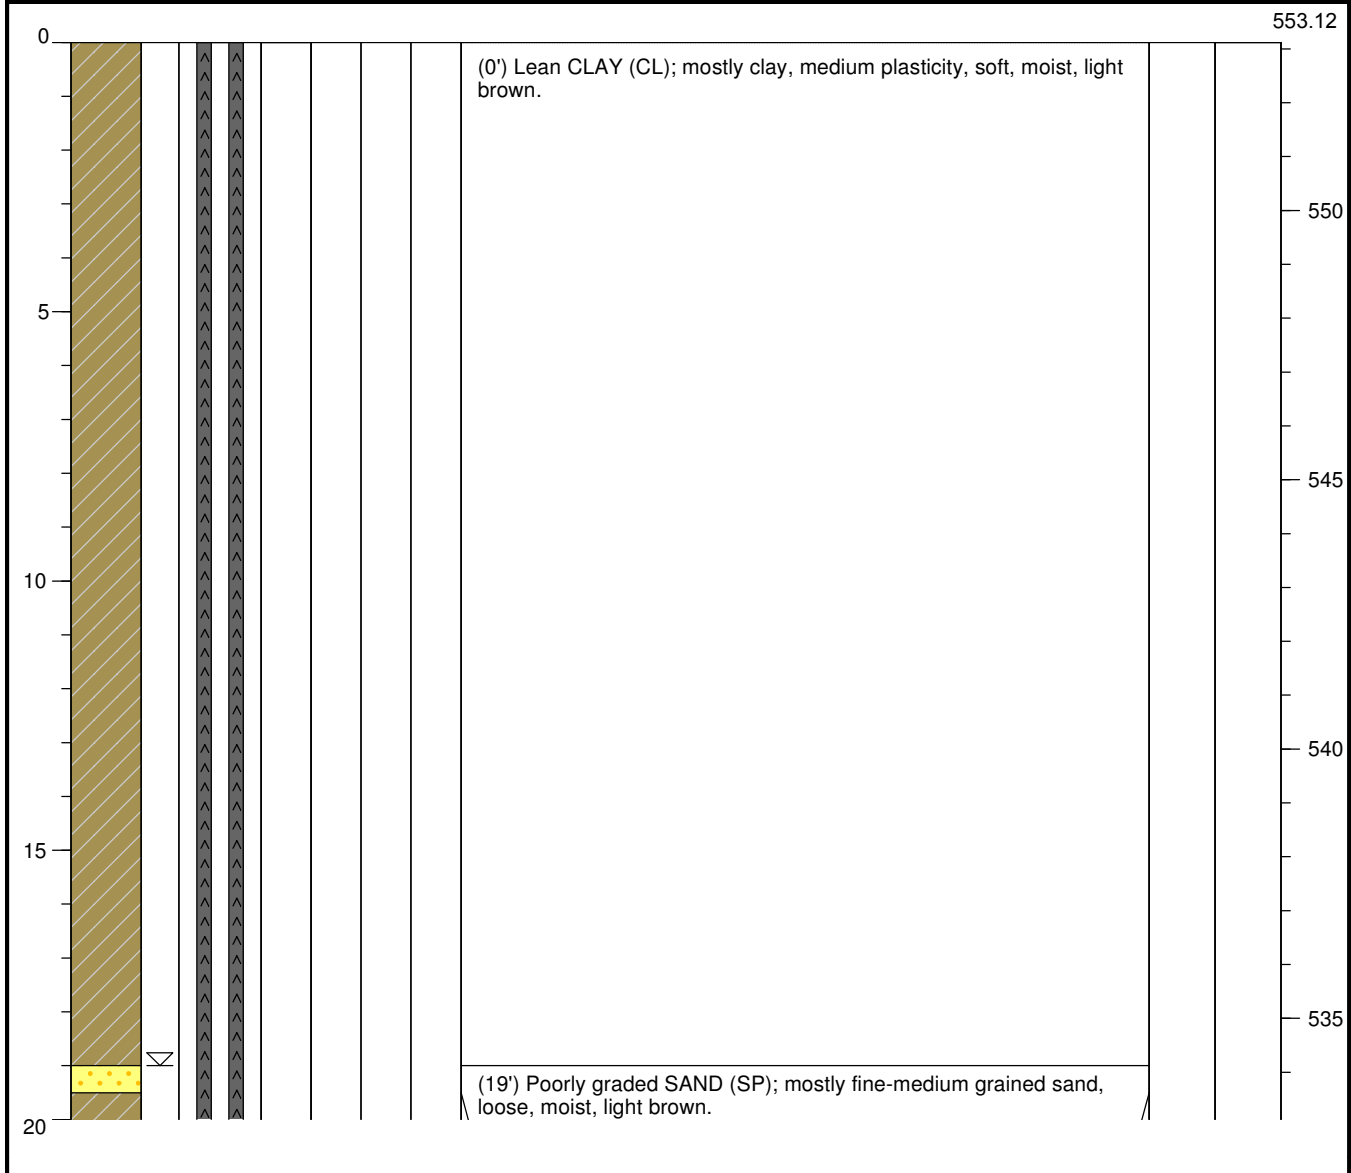 553.12
0
(0') Lean CLAY (CL); mostly clay, medium plasticity, soft, moist, light
brown.
550
5
545
10
540
15
535
(19') Poorly graded SAND (SP); mostly fine-medium grained sand,
loose, moist, light brown.
20